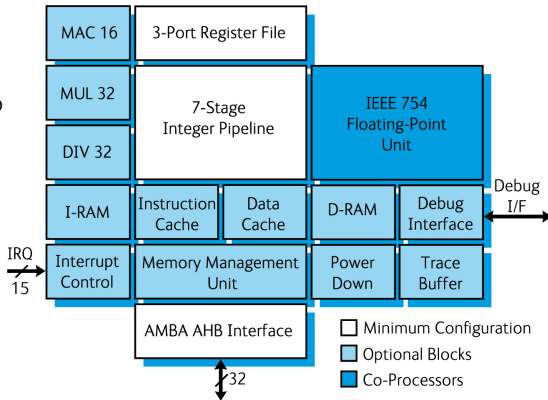 MAC 16
3-Port Register File
MUL 32
7-Stage
Integer Pipeline
IEEE 754
Floating-Point
Unit
DIV 32
I-RAM
Instruction
Cache
Data
Cache
D-RAM
Debug
Interface
Debug
I/F
IRQ
15
Interrupt
Control
Memory Management
Unit
Power
Down
Trace
Buffer
AMBA AHB Interface
32
Minimum Configuration
Optional Blocks
Co-Processors